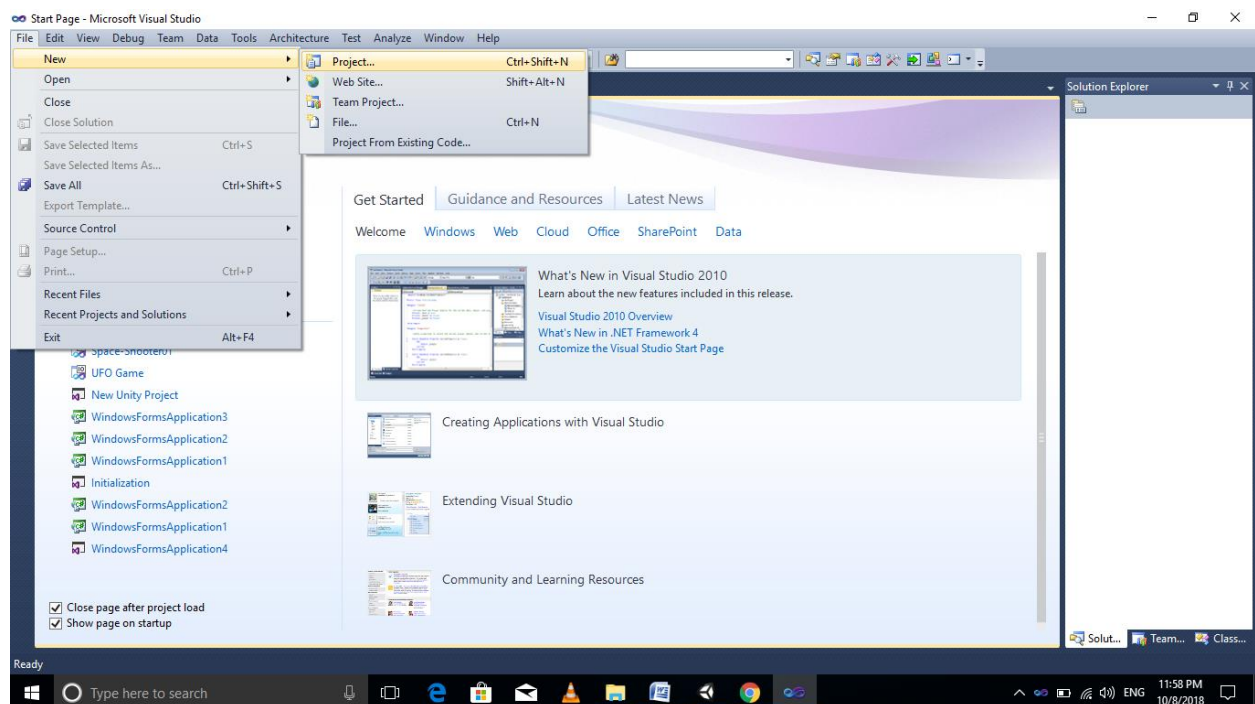 Start Page - Microsoft Visual Studio
File Edit View Debug Team Data Tools Architecture Test Analyze Window Help
New
Open
Close
Close Solution
Save Selected Items Ctrl+S
Save Selected Items As...
Save All Ctrl+Shift+S
Export Template...
Source Control
Page Setup...
Print... Ctrl+P
Recent Files
Recent Projects and Solutions
Exit Alt+F4
Project... Ctrl+Shift+N
Web Site... Shift+Alt+N
Team Project...
File... Ctrl+N
Project From Existing Code...
Space-Shooter01
UFO Game
New Unity Project
WindowsFormsApplication3
WindowsFormsApplication2
WindowsFormsApplication1
Initialization
WindowsFormsApplication2
WindowsFormsApplication1
WindowsFormsApplication4
Close page after project load
Show page on startup
Get Started Guidance and Resources Latest News
Welcome Windows Web Cloud Office SharePoint Data
What's New in Visual Studio 2010
Learn about the new features included in this release.
Visual Studio 2010 Overview
What's New in .NET Framework 4
Customize the Visual Studio Start Page
Creating Applications with Visual Studio
Extending Visual Studio
Community and Learning Resources
Solution Explorer
Solut... Team... Class...
Ready
Type here to search
ENG
11:58 PM
10/8/2018